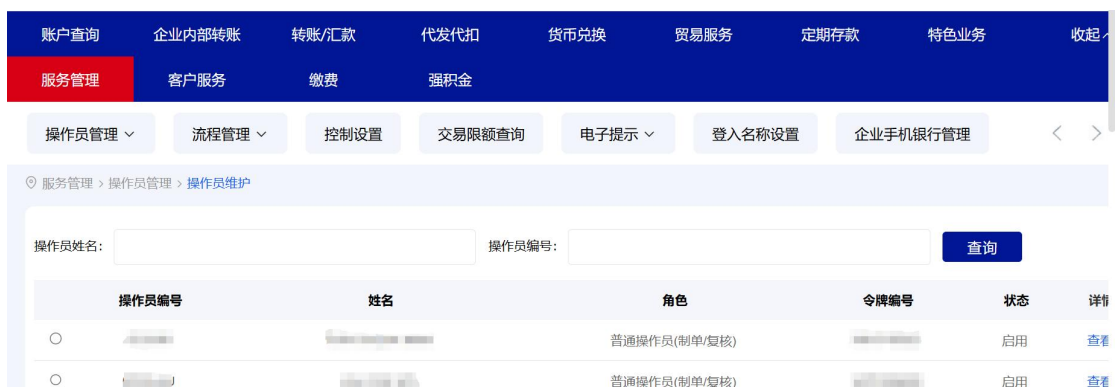 账户查询 企业内部转账 转账/汇款 代发代扣 货币兑换 贸易服务 定期存款 特色业务 收起
服务管理 客户服务 缴费 强积金
操作员管理 流程管理 控制设置 交易限额查询 电子提示 登入名称设置 企业手机银行管理
服务管理 > 操作员管理 > 操作员维护
操作员姓名: 操作员编号: 查询
操作员编号 姓名 角色 令牌编号 状态 详情
普通操作员(制单/复核) 启用 查看
普通操作员(制单/复核) 启用 查看